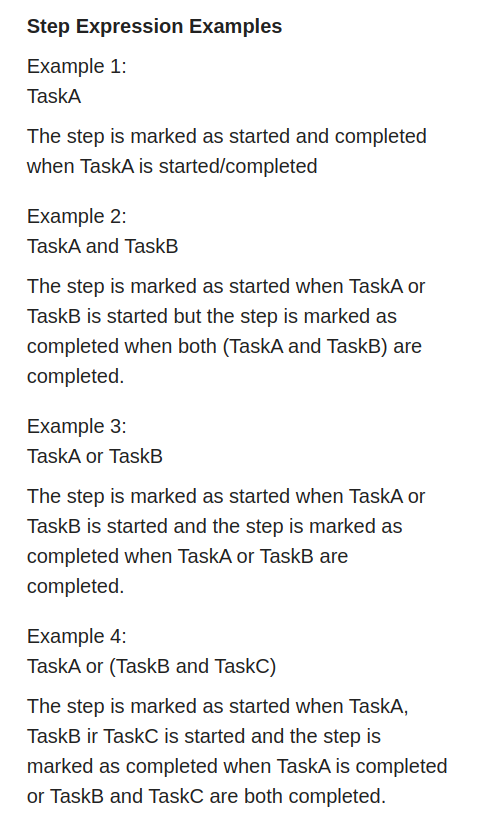 Step Expression Examples
Example 1:
TaskA
The step is marked as started and completed
when TaskA is started/completed
Example 2:
TaskA and TaskB
The step is marked as started when TaskA or
TaskB is started but the step is marked as
completed when both (TaskA and TaskB) are
completed.
Example 3:
TaskA or TaskB
The step is marked as started when TaskA or
TaskB is started and the step is marked as
completed when TaskA or TaskB are
completed.
Example 4:
TaskA or (TaskB and TaskC)
The step is marked as started when TaskA,
TaskB ir TaskC is started and the step is
marked as completed when TaskA is completed
or TaskB and TaskC are both completed.